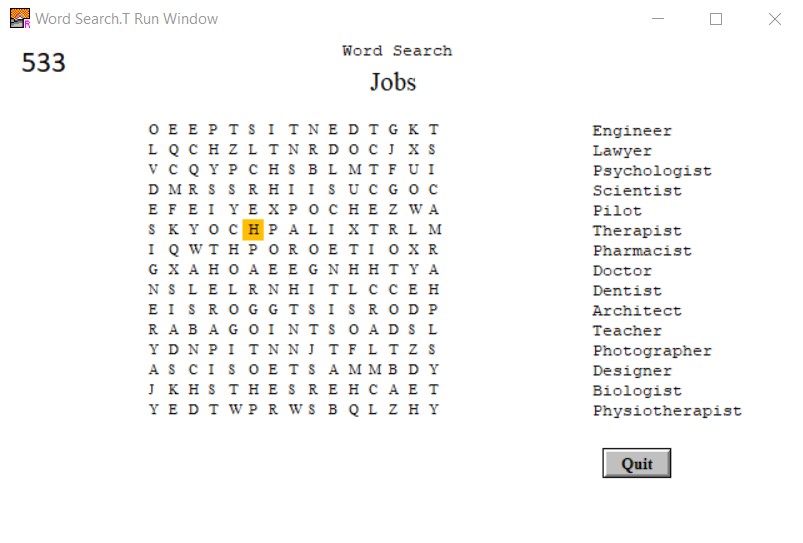 Word Search.T Run Window
533
Word Search
Jobs
O E E P T S I T N E D T G K T
L Q C H Z L T N R D O C J X S
V C Q Y P C H S B L M T F U I
D M R S S R H I I S U C G O C
E F E I Y E X P O C H E Z W A
S K Y O C H P A L I X T R L M
I Q W T H P O R O E T I O X R
G X A H O A E E G N H H T Y A
N S L E L R N H I T L C C E H
E I S R O G G T S I S R O D P
R A B A G O I N T S O A D S L
Y D N P I T N N J T F L T Z S
A S C I S O E T S A M M B D Y
J K H S T H E S R E H C A E T
Y E D T W P R W S B Q L Z H Y
Engineer
Lawyer
Psychologist
Scientist
Pilot
Therapist
Pharmacist
Doctor
Dentist
Architect
Teacher
Photographer
Designer
Biologist
Physiotherapist
Quit